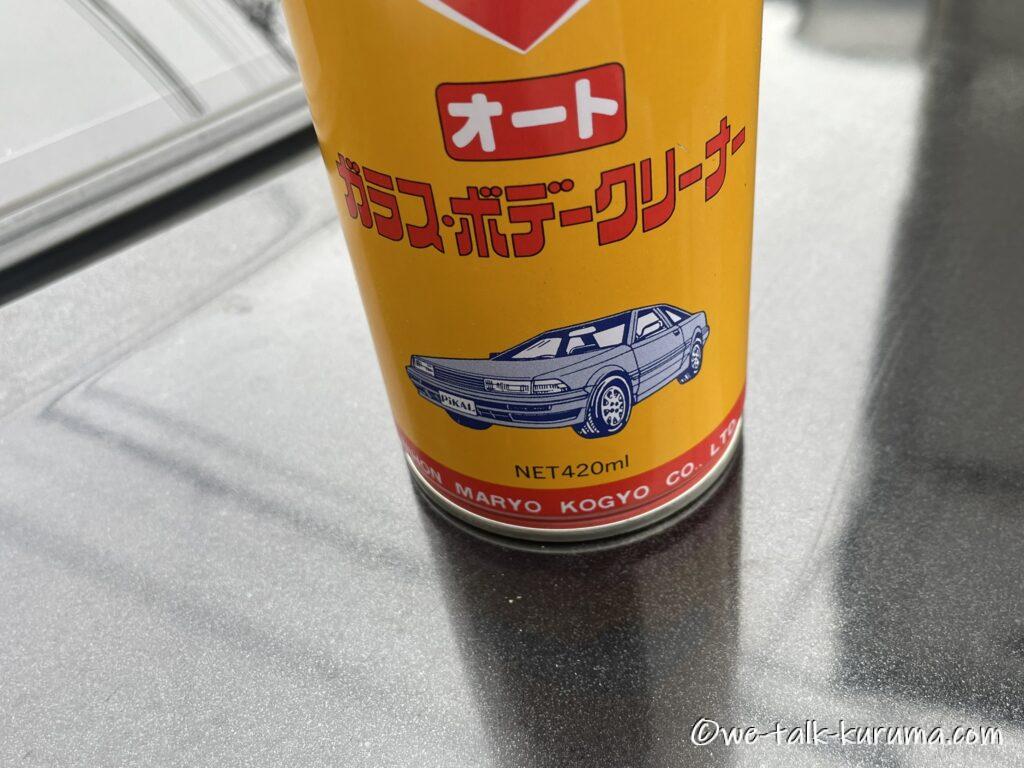 オート
ガラス・ボデークリーナー
PiKAL
NET420ml
MARYO KOGYO CO., LTD
©we-talk-kuruma.com